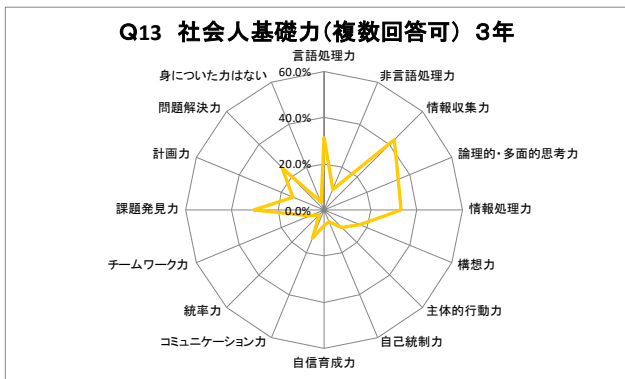 Q13 社会人基礎力（複数回答可） ３年
言語処理力
60.0%
身についた力はない
非言語処理力
問題解決力
情報収集力
40.0%
計画力
論理的・多面的思考力
20.0%
課題発見力
0.0%
情報処理力
チームワーク力
構想力
統率力
主体的行動力
コミュニケーション力
自己統制力
自信育成力